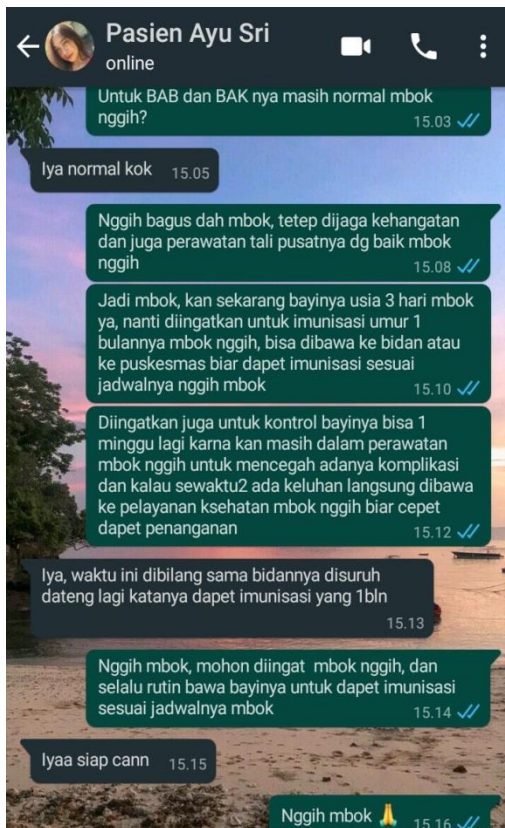 Pasien Ayu Sri
online
Untuk BAB dan BAK nya masih normal mbok
nggih?
15.03
Iya normal kok 15.05
Nggih bagus dah mbok, tetep dijaga kehangatan
dan juga perawatan tali pusatnya dg baik mbok
nggih
15.08
Jadi mbok, kan sekarang bayinya usia 3 hari mbok
ya, nanti diingatkan untuk imunisasi umur 1
bulannya mbok nggih, bisa dibawa ke bidan atau
ke puskesmas biar dapet imunisasi sesuai
jadwalnya nggih mbok
15.10
Diingatkan juga untuk kontrol bayinya bisa 1
minggu lagi karna kan masih dalam perawatan
mbok nggih untuk mencegah adanya komplikasi
dan kalau sewaktu2 ada keluhan langsung dibawa
ke pelayanan ksehatan mbok nggih biar cepet
dapet penanganan
15.12
Iya, waktu ini dibilang sama bidannya disuruh
dateng lagi katanya dapet imunisasi yang 1bln
15.13
Nggih mbok, mohon diingat mbok nggih, dan
selalu rutin bawa bayinya untuk dapet imunisasi
sesuai jadwalnya mbok
15.14
Iyaa siap cann 15.15
Nggih mbok 🙏 15.16